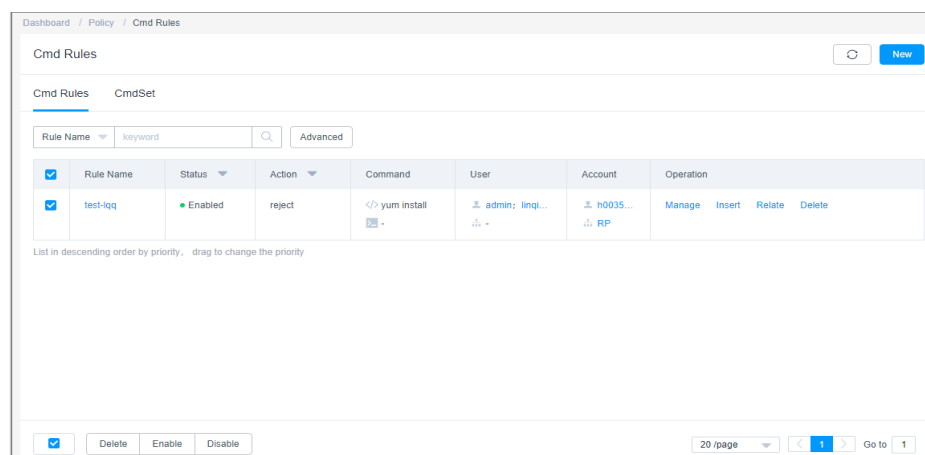 Dashboard / Policy / Cmd Rules
Cmd Rules
New
Cmd Rules CmdSet
Rule Name keyword Advanced
Rule Name Status Action Command User Account Operation
test-lqq Enabled reject </> yum install admin; linqi... h0035... Manage Insert Relate Delete
- - RP
List in descending order by priority, drag to change the priority
Delete Enable Disable 20 /page < 1 > Go to 1